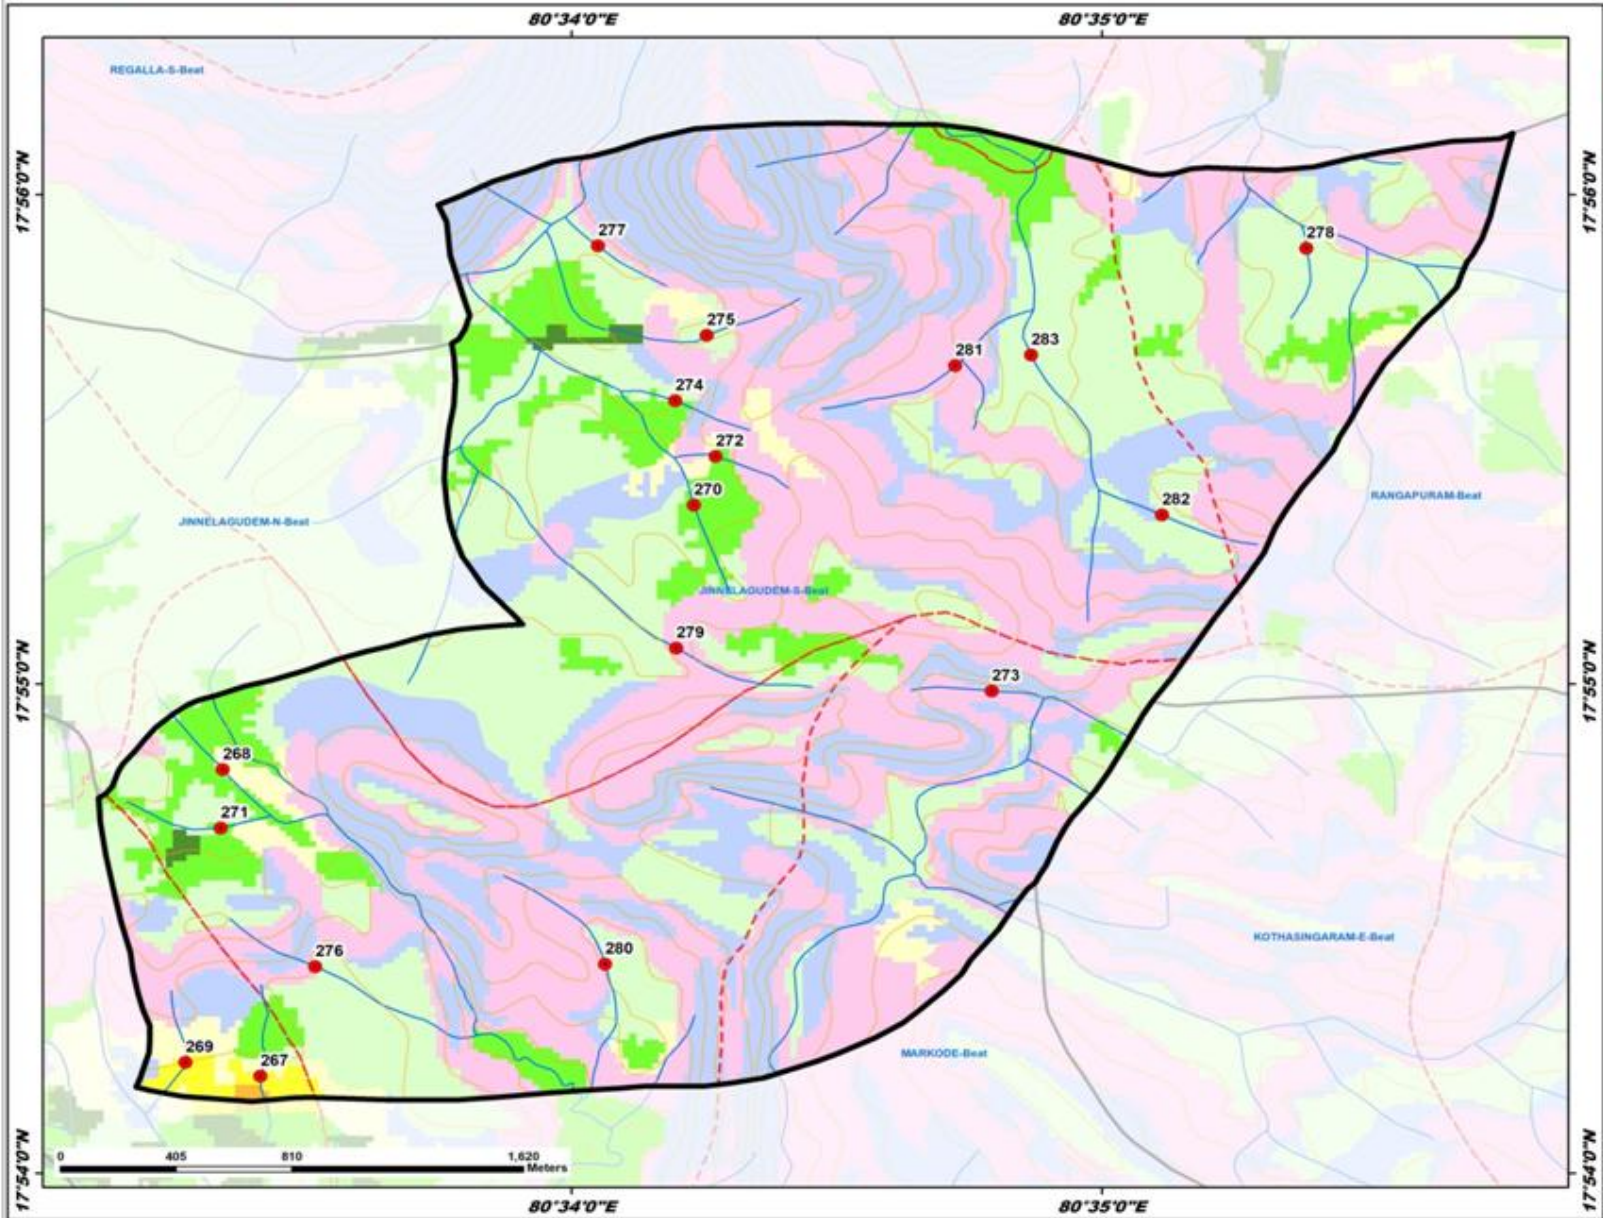 80°34'0"E
80°35'0"E
REGALLA-S-Beat
17°56'0"N
17°56'0"N
277
278
275
283
281
274
272
270
RANGAPURAM-Beat
282
JINNELAGUDEM-N-Beat
JINNELAGUDEM-S-Beat
279
273
17°55'0"N
17°55'0"N
268
271
KOTHASINGARAM-E-Beat
276
280
MARKODE-Beat
269
267
17°54'0"N
17°54'0"N
0
405
810
1,620
Meters
80°34'0"E
80°35'0"E